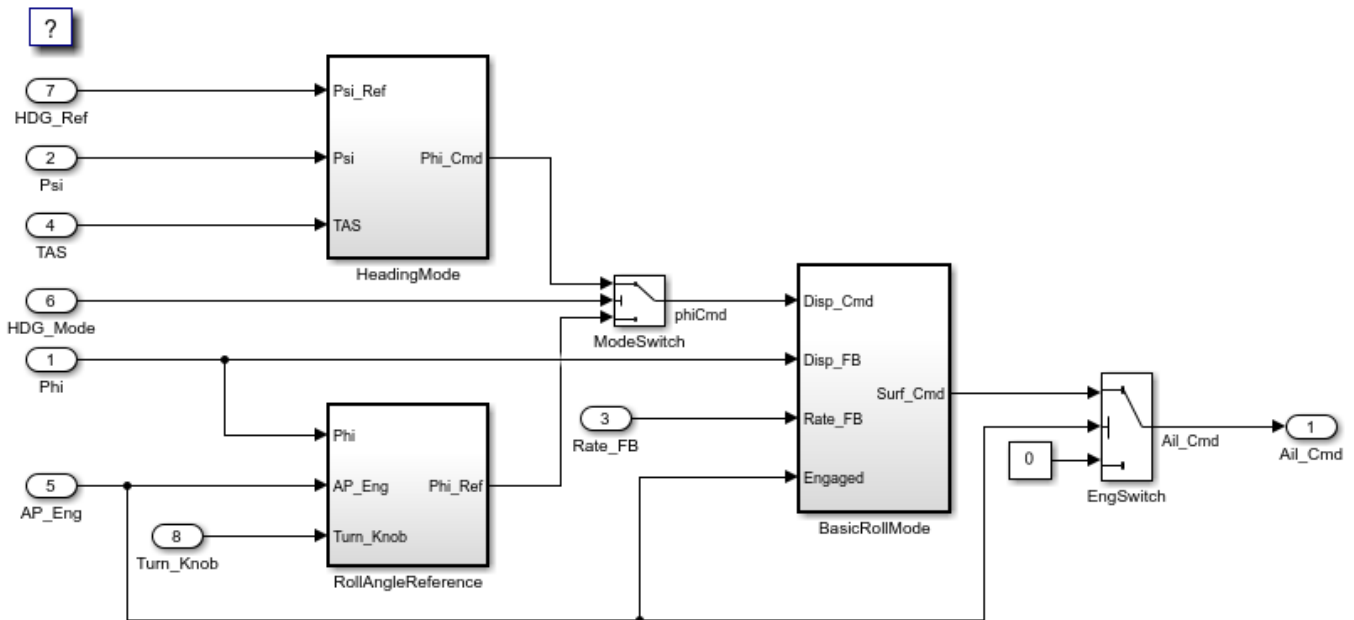 ?
7
HDG_Ref
2
Psi
4
TAS
Psi_Ref
Psi
TAS
Phi_Cmd
HeadingMode
6
HDG_Mode
1
Phi
5
AP_Eng
8
Turn_Knob
Phi
AP_Eng
Turn_Knob
Phi_Ref
RollAngleReference
ModeSwitch
phiCmd
3
Rate_FB
Disp_Cmd
Disp_FB
Rate_FB
Engaged
Surf_Cmd
BasicRollMode
0
EngSwitch
Ail_Cmd
1
Ail_Cmd